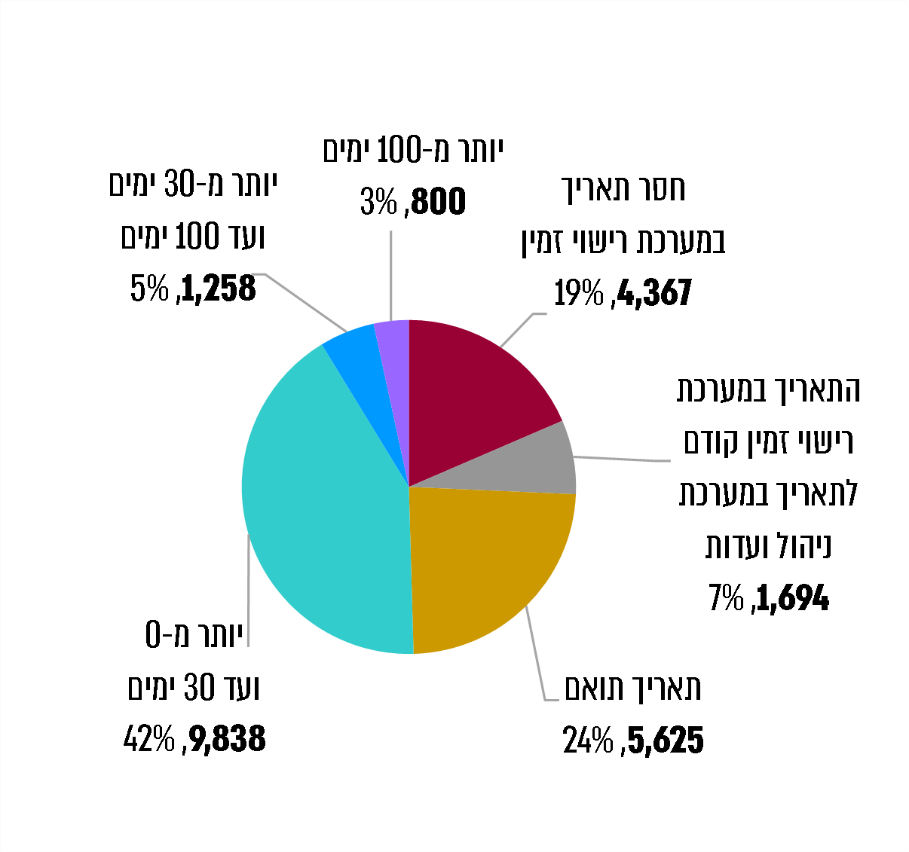 יותר מ-100 ימים
800, 3%
חסר תאריך
במערכת רישוי זמין
4,367, 19%
התאריך במערכת
רישוי זמין קודם
לתאריך במערכת
ניהול ועדות
1,694, 7%
תאריך תואם
5,625, 24%
יותר מ-0
ועד 30 ימים
9,838, 42%
יותר מ-30 ימים
ועד 100 ימים
1,258, 5%